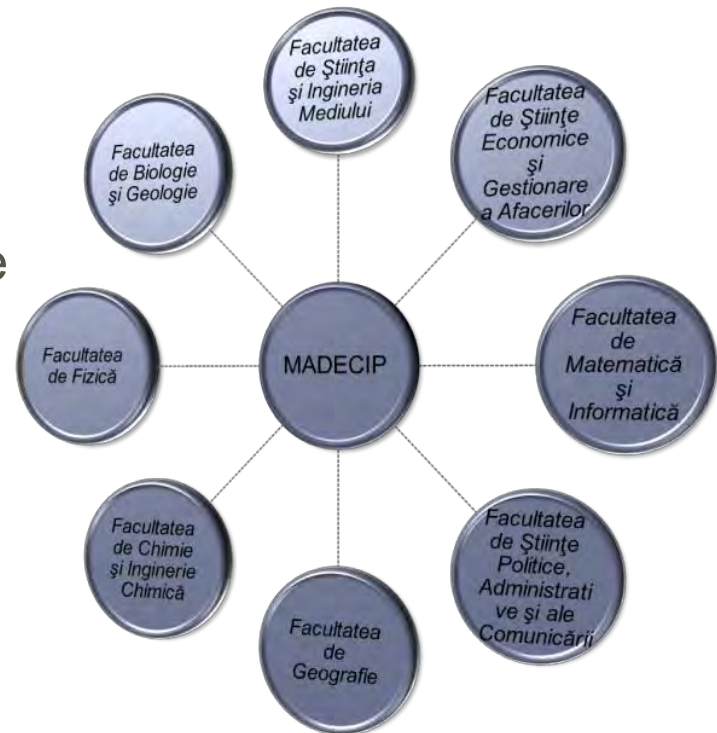 Facultatea
de Ştiinţa
şi Ingineria
Mediului
Facultatea
de Ştiinţe
Economice
şi
Gestionare
a Afacerilor
Facultatea
de Biologie
şi Geologie
e
Facultatea
de Fizică
MADECIP
Facultatea
de
Matematică
şi
Informatică
Facultatea
de Chimie
şi Inginerie
Chimică
Facultatea
de Ştiinţe
Politice,
Administrati
ve şi ale
Comunicării
Facultatea
de
Geografie